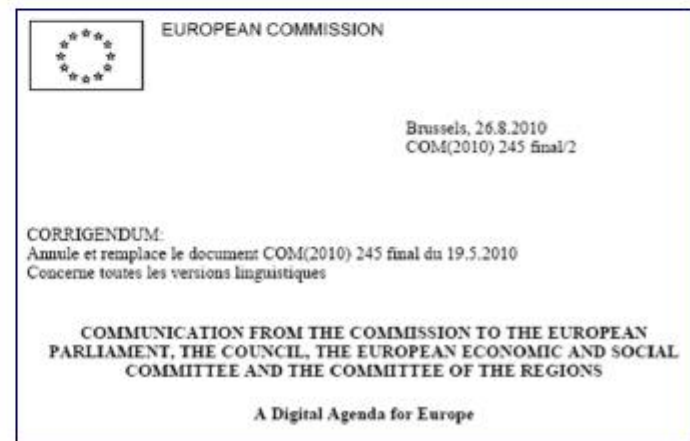 EUROPEAN COMMISSION
Brussels, 26.8.2010
COM(2010) 245 final/2
CORRIGENDUM:
Annule et remplace le document COM(2010) 245 final du 19.5.2010
Concerne toutes les versions linguistiques
COMMUNICATION FROM THE COMMISSION TO THE EUROPEAN
PARLIAMENT, THE COUNCIL, THE EUROPEAN ECONOMIC AND SOCIAL
COMMITTEE AND THE COMMITTEE OF THE REGIONS
A Digital Agenda for Europe